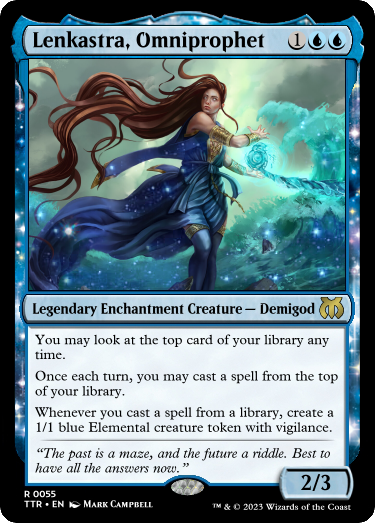 Lenkastra, Omniprophet 1
Legendary Enchantment Creature — Demigod
You may look at the top card of your library any
time.
Once each turn, you may cast a spell from the top
of your library.
Whenever you cast a spell from a library, create a
1/1 blue Elemental creature token with vigilance.
“The past is a maze, and the future a riddle. Best to
have all the answers now.”
2/3
R 0055
TTR • EN Mark Campbell
™ & © 2023 Wizards of the Coast